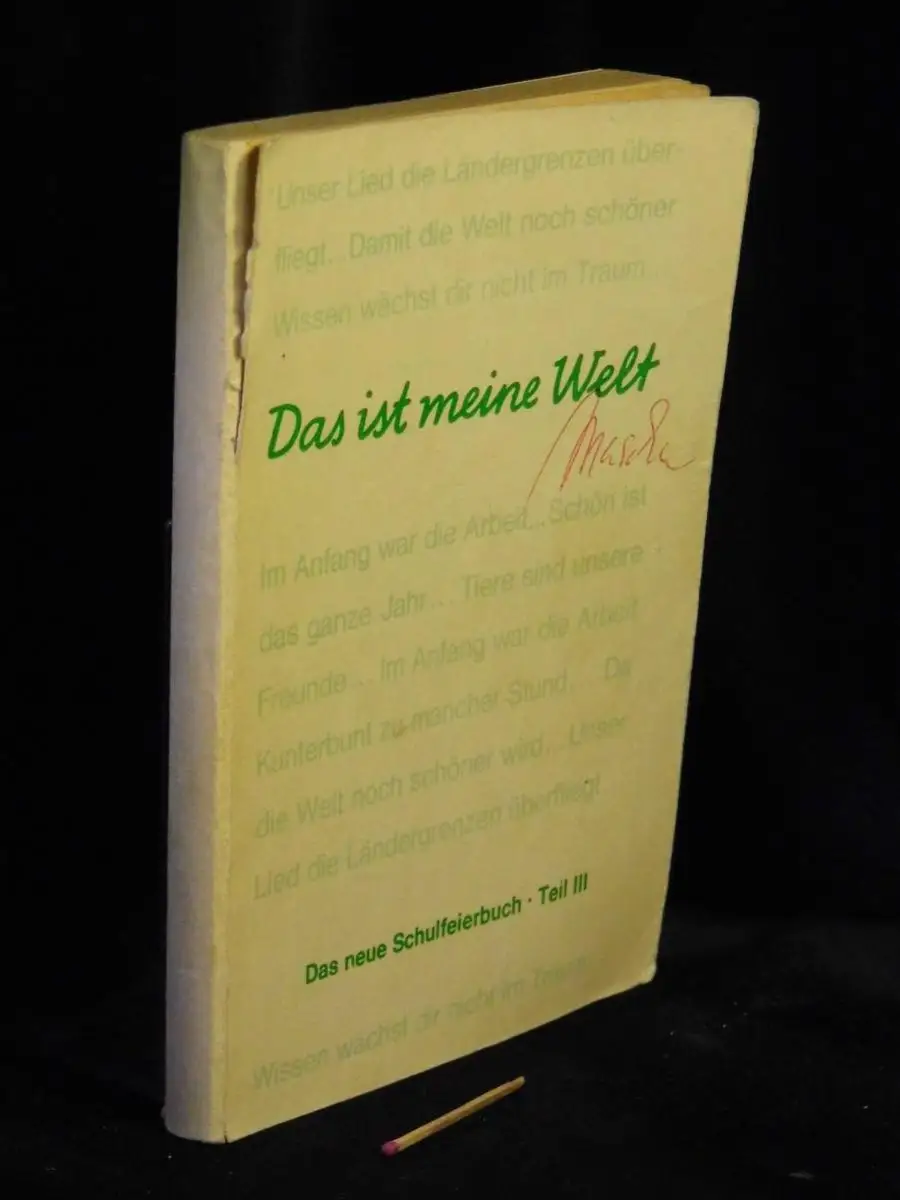 Unser Lied die Ländergrenzen über-
fliegt...Damit die Welt noch schöner
Wissen wächst dir nicht im Traum
Das ist meine Welt
Im Anfang war die Arbeit...Schön ist
das ganze Jahr... Tiere sind unsere
Freunde... Im Anfang war die Arbeit
Kunterbunt zu mancher Stund. Da
die Welt noch schöner wird... Unser
Lied die Ländergrenzen überfliegt
Das neue Schulfeierbuch · Teil III
Wissen wächst dir nicht im Traum